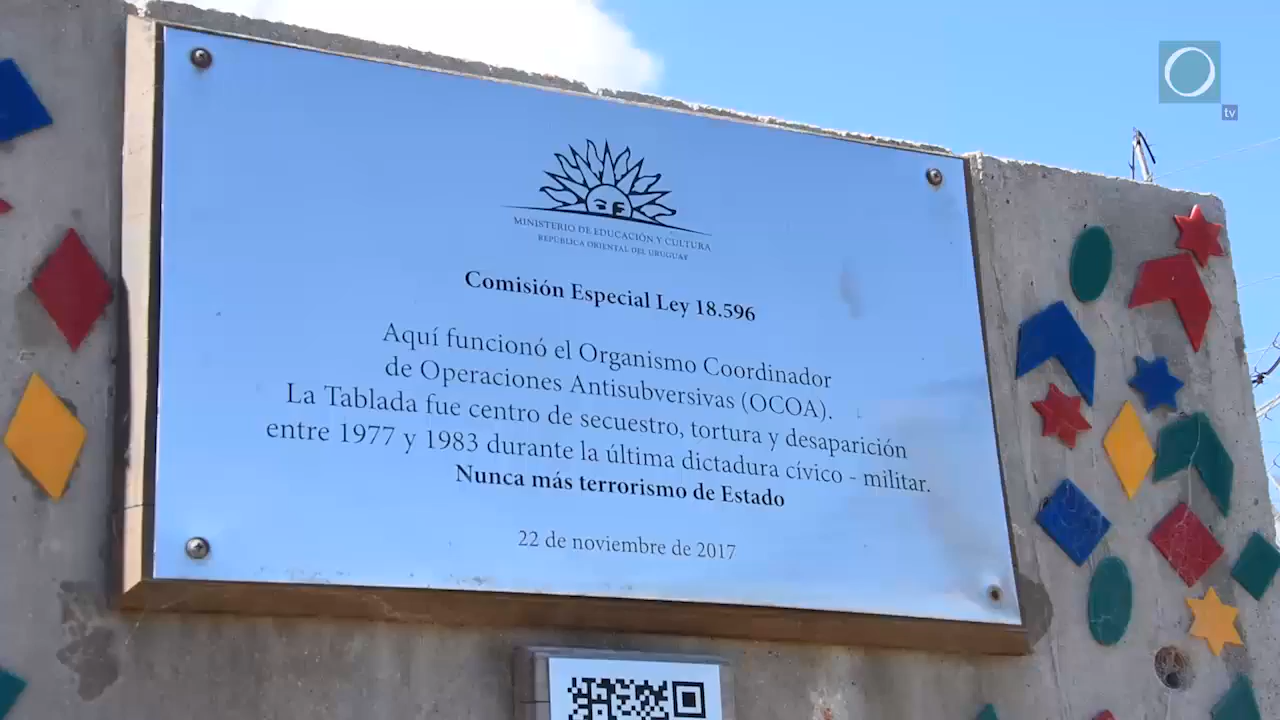 tv
MINISTERIO DE EDUCACIÓN Y CULTURA
REPÚBLICA ORIENTAL DEL URUGUAY
Comisión Especial Ley 18.596
Aquí funcionó el Organismo Coordinador
de Operaciones Antisubversivas (OCOA).
La Tablada fue centro de secuestro, tortura y desaparición
entre 1977 y 1983 durante la última dictadura cívico - militar.
Nunca más terrorismo de Estado
22 de noviembre de 2017